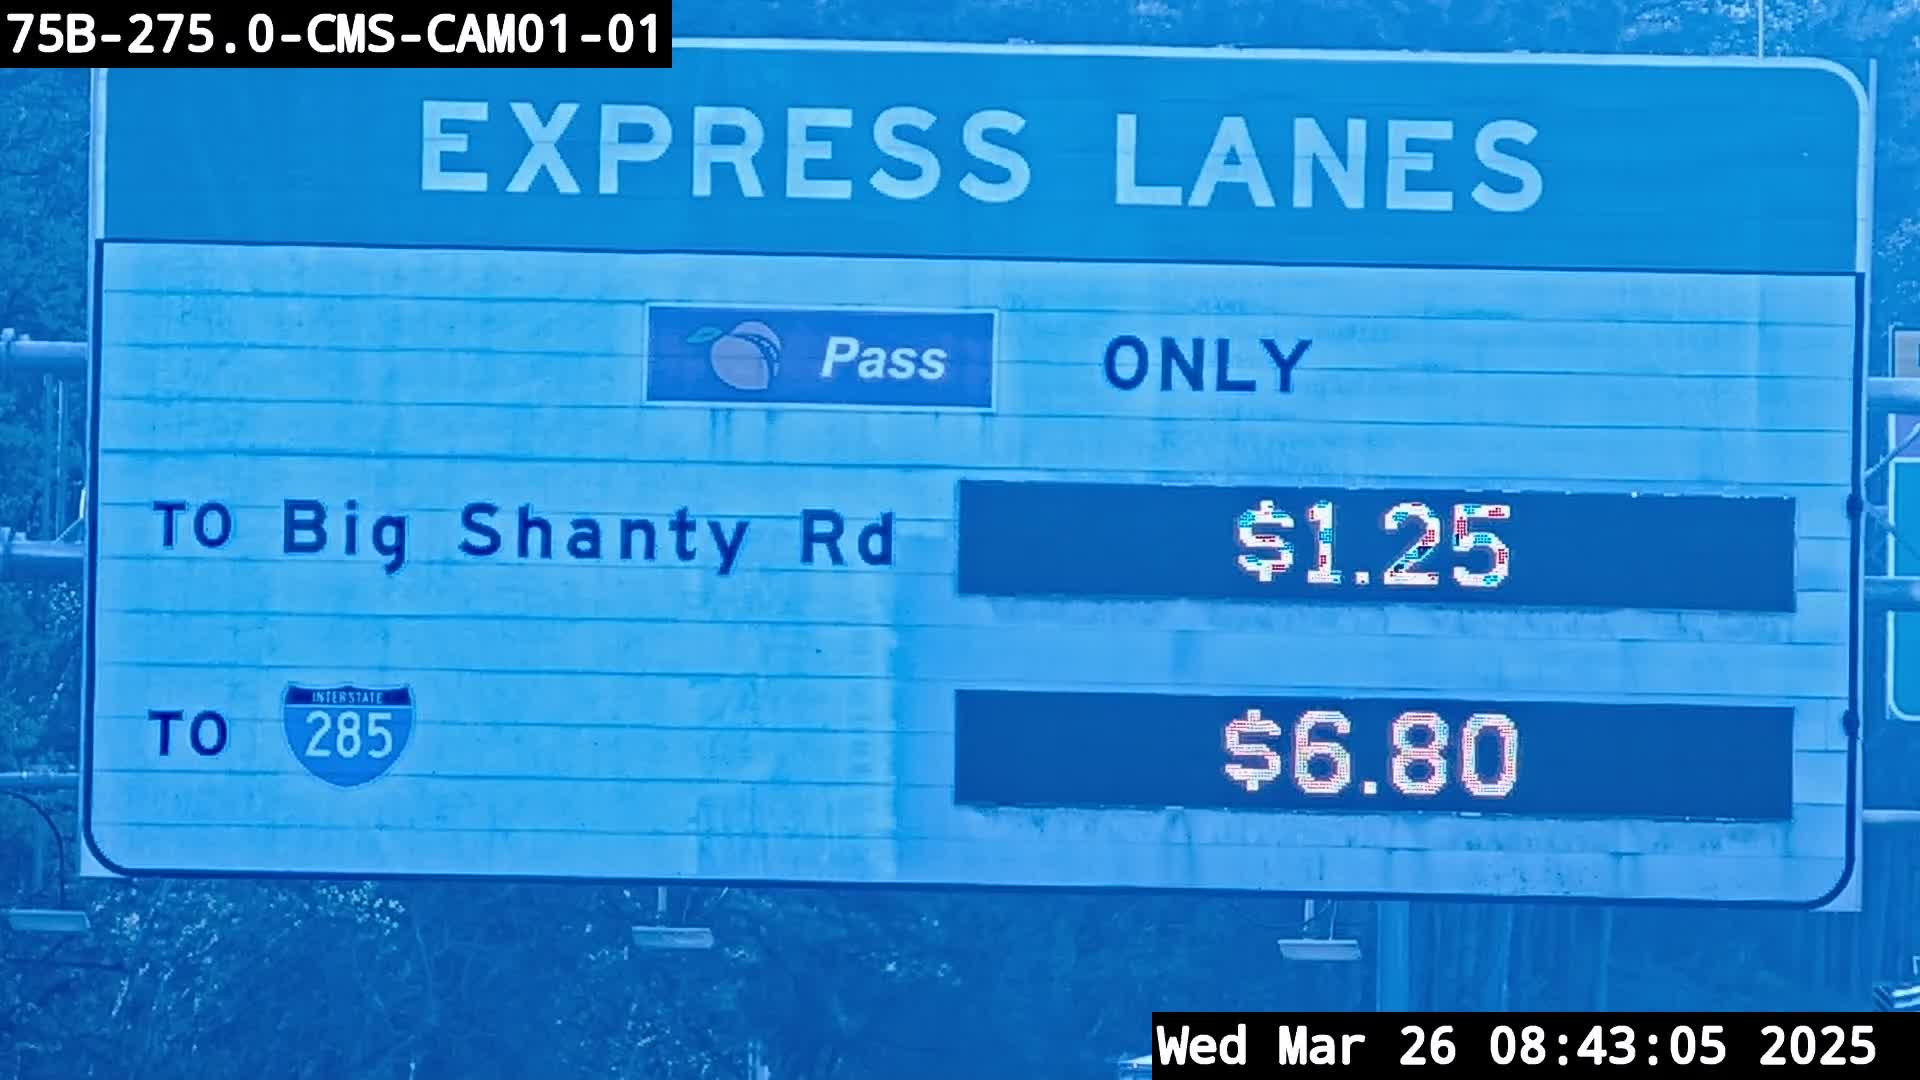 75B-275.0-CMS-CAM01-01
EXPRESS LANES
Pass ONLY
TO Big Shanty Rd $1.25
INTERSTATE
TO 285 $6.80
Wed Mar 26 08:43:05 2025